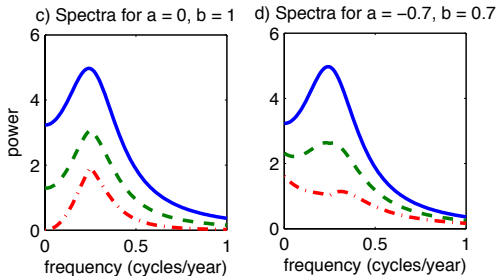 c) Spectra for a = 0, b = 1
power
6
4
2
0
0
0.5
1
frequency (cycles/year)
d) Spectra for a = −0.7, b = 0.7
6
4
2
0
0
0.5
1
frequency (cycles/year)